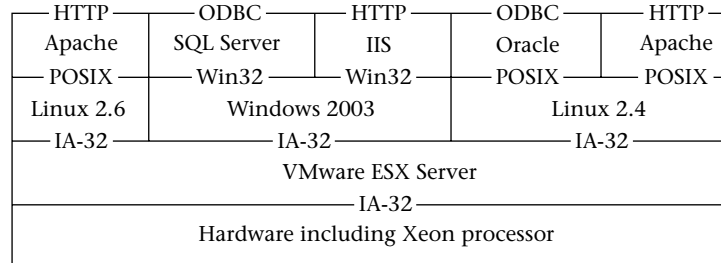 HTTP ODBC HTTP ODBC HTTP
Apache SQL Server IIS Oracle Apache
POSIX Win32 Win32 POSIX POSIX
Linux 2.6 Windows 2003 Linux 2.4
IA-32 IA-32 IA-32
VMware ESX Server
IA-32
Hardware including Xeon processor